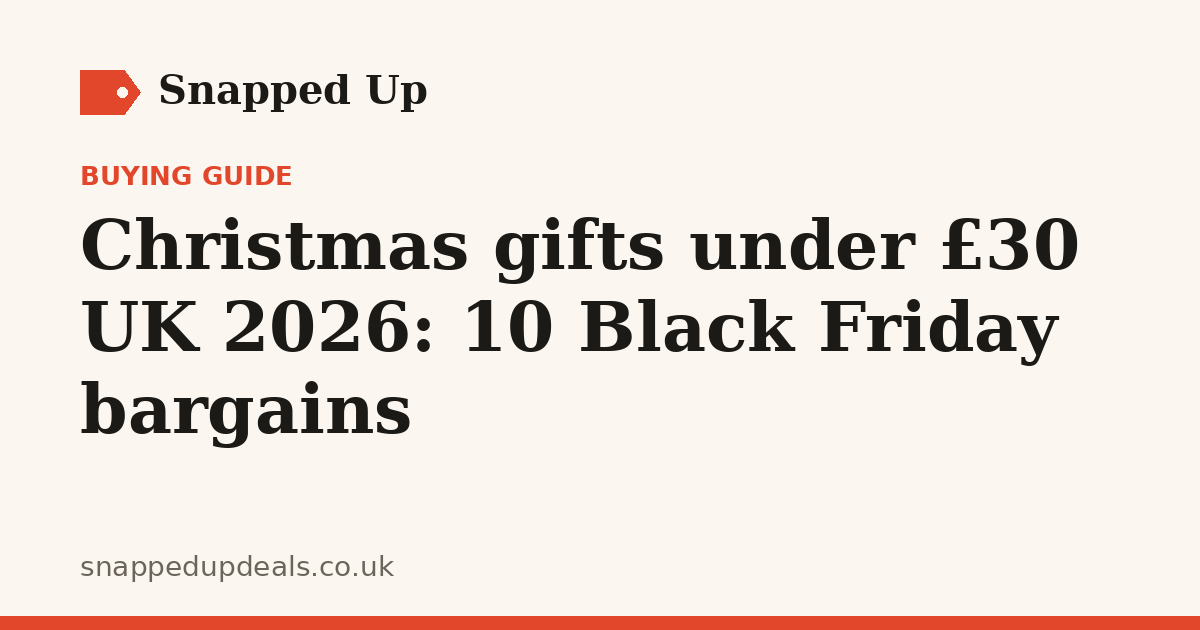 Snapped Up
BUYING GUIDE
Christmas gifts under £30
UK 2026: 10 Black Friday
bargains
snappedupdeals.co.uk